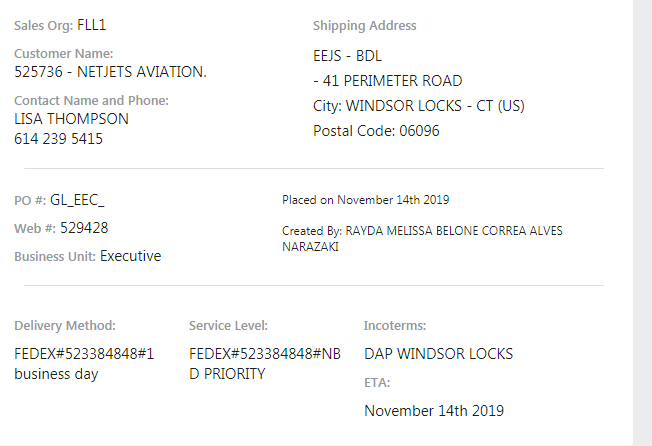 Sales Org: FLL1
Customer Name:
525736 - NETJETS AVIATION.
Contact Name and Phone:
LISA THOMPSON
614 239 5415
Shipping Address
EEJS - BDL
- 41 PERIMETER ROAD
City: WINDSOR LOCKS - CT (US)
Postal Code: 06096
PO #: GL_EEC_
Web #: 529428
Business Unit: Executive
Placed on November 14th 2019
Created By: RAYDA MELISSA BELONE CORREA ALVES
NARAZAKI
Delivery Method:
FEDEX#523384848#1
business day
Service Level:
FEDEX#523384848#NB
D PRIORITY
Incoterms:
DAP WINDSOR LOCKS
ETA:
November 14th 2019